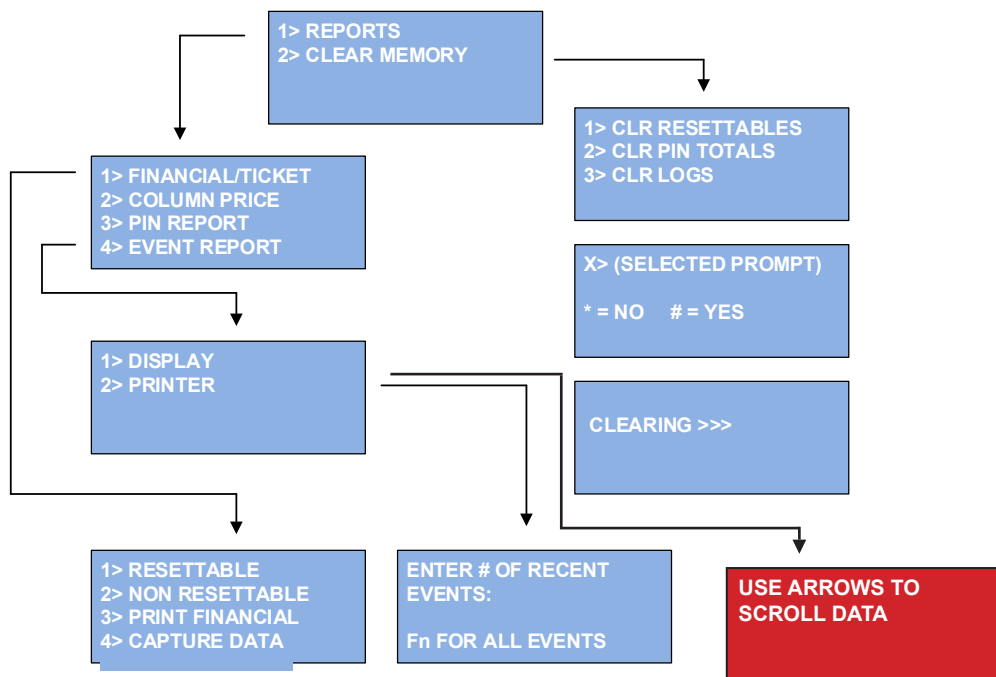 1> REPORTS
2> CLEAR MEMORY
1> CLR RESETTABLES
2> CLR PIN TOTALS
3> CLR LOGS
1> FINANCIAL/TICKET
2> COLUMN PRICE
3> PIN REPORT
4> EVENT REPORT
X> (SELECTED PROMPT)
* = NO # = YES
1> DISPLAY
2> PRINTER
CLEARING >>>
1> RESETTABLE
2> NON RESETTABLE
3> PRINT FINANCIAL
4> CAPTURE DATA
ENTER # OF RECENT
EVENTS:
Fn FOR ALL EVENTS
USE ARROWS TO
SCROLL DATA